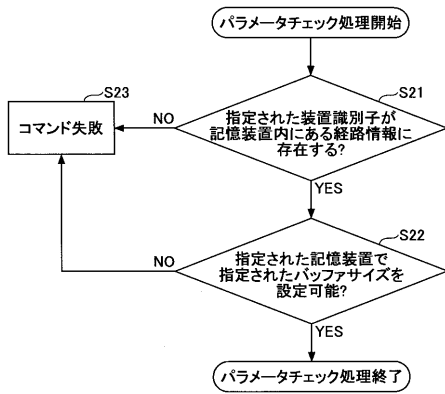 パラメータチェック処理開始
S21
指定された装置識別子が
記憶装置内にある経路情報に
存在する?
NO
S23
コマンド失敗
YES
S22
指定された記憶装置で
指定されたバッファサイズを
設定可能?
NO
YES
パラメータチェック処理終了